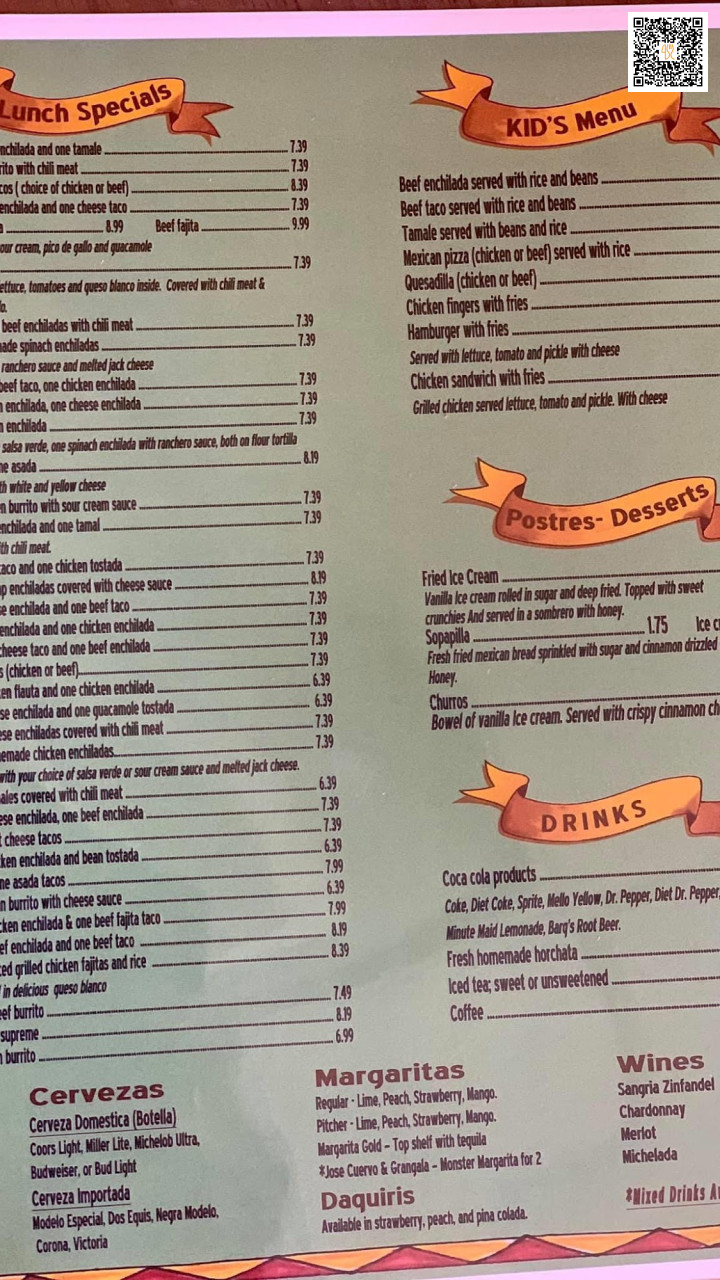 Lunch Specials
enchilada and one tamale 7.39
rito with chili meat 7.39
cos ( choice of chicken or beef) 8.39
enchilada and one cheese taco 7.39
a 8.99 Beef fajita 9.99
our cream, pico de gallo and guacamole
7.39
ettuce, tomatoes and queso blanco inside. Covered with chili meat &
lo.
beef enchiladas with chili meat 7.39
ade spinach enchiladas 7.39
ranchero sauce and melted jack cheese
beef taco, one chicken enchilada 7.39
n enchilada, one cheese enchilada 7.39
n enchilada 7.39
salsa verde, one spinach enchilada with ranchero sauce, both on flour tortilla
ne asada 8.19
th white and yellow cheese
n burrito with sour cream sauce 7.39
enchilada and one tamal 7.39
ith chili meat.
taco and one chicken tostada 7.39
p enchiladas covered with cheese sauce 8.19
se enchilada and one beef taco 7.39
enchilada and one chicken enchilada 7.39
cheese taco and one beef enchilada 7.39
s (chicken or beef) 7.39
en flauta and one chicken enchilada 6.39
se enchilada and one guacamole tostada 6.39
ese enchiladas covered with chili meat 7.39
emade chicken enchiladas 7.39
with your choice of salsa verde or sour cream sauce and melted jack cheese.
ales covered with chili meat 6.39
ese enchilada, one beef enchilada 7.39
t cheese tacos 7.39
ken enchilada and bean tostada 6.39
ne asada tacos 7.99
n burrito with cheese sauce 6.39
cken enchilada & one beef fajita taco 7.99
ef enchilada and one beef taco 8.19
ed grilled chicken fajitas and rice 8.39
in delicious queso blanco
eef burrito 7.49
supreme 8.19
n burrito 6.99
KID'S Menu
Beef enchilada served with rice and beans
Beef taco served with rice and beans
Tamale served with beans and rice
Mexican pizza (chicken or beef) served with rice
Quesadilla (chicken or beef)
Chicken fingers with fries
Hamburger with fries
Served with lettuce, tomato and pickle with cheese
Chicken sandwich with fries
Grilled chicken served lettuce, tomato and pickle. With cheese
Postres- Desserts
Fried Ice Cream
Vanilla Ice cream rolled in sugar and deep fried. Topped with sweet
crunchies And served in a sombrero with honey.
Sopapilla 1.75 Ice c
Fresh fried mexican bread sprinkled with sugar and cinnamon drizzled
Honey.
Churros
Bowel of vanilla Ice cream. Served with crispy cinnamon ch
DRINKS
Coca cola products
Coke, Diet Coke, Sprite, Mello Yellow, Dr. Pepper, Diet Dr. Pepper,
Minute Maid Lemonade, Barq's Root Beer.
Fresh homemade horchata
Iced tea; sweet or unsweetened
Coffee
Cervezas
Cerveza Domestica (Botella)
Coors Light, Miller Lite, Michelob Ultra,
Budweiser, or Bud Light
Cerveza Importada
Modelo Especial, Dos Equis, Negra Modelo,
Corona, Victoria
Margaritas
Regular - Lime, Peach, Strawberry, Mango.
Pitcher - Lime, Peach, Strawberry, Mango.
Margarita Gold – Top shelf with tequila
*Jose Cuervo & Grangala – Monster Margarita for 2
Daquiris
Available in strawberry, peach, and pina colada.
Wines
Sangria Zinfandel
Chardonnay
Merlot
Michelada
*Mixed Drinks A